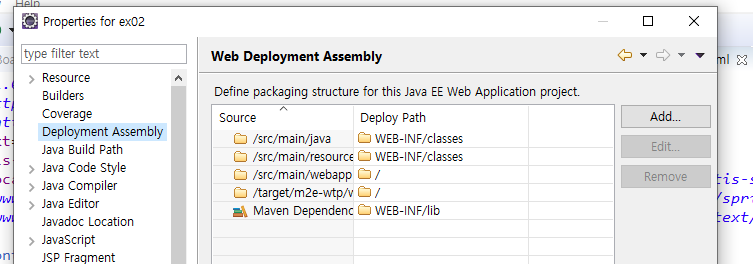 Properties for ex02
type filter text
Resource
Builders
Coverage
Deployment Assembly
Java Build Path
Java Code Style
Java Compiler
Java Editor
Javadoc Location
JavaScript
JSP Fragment
Web Deployment Assembly
Define packaging structure for this Java EE Web Application project.
Source Deploy Path
/src/main/java WEB-INF/classes
/src/main/resource WEB-INF/classes
/src/main/webapp /
/target/m2e-wtp/ /
Maven Dependenc WEB-INF/lib
Add...
Edit...
Remove